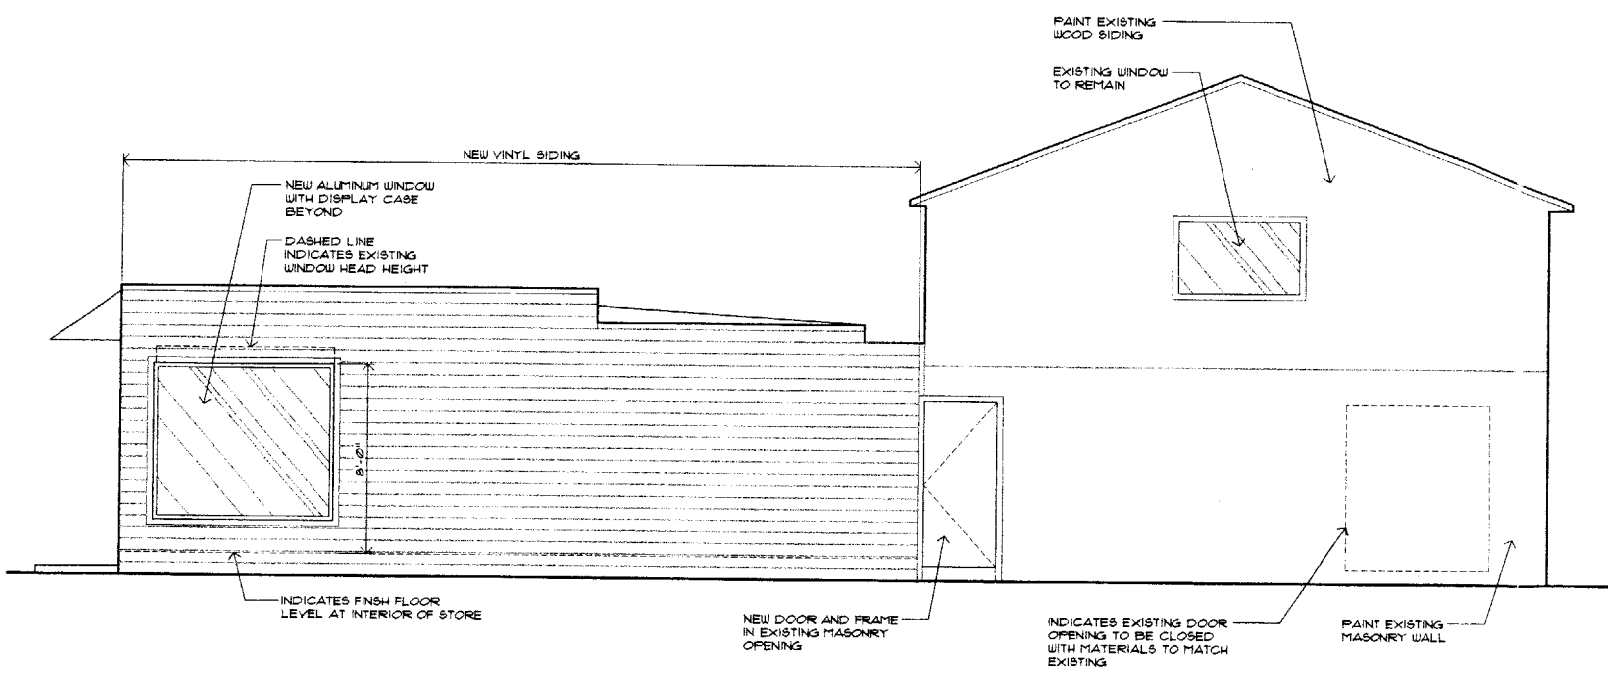 PAINT EXISTING
WOOD SIDING
EXISTING WINDOW
TO REMAIN
NEW VINYL SIDING
NEW ALUMINUM WINDOW
WITH DISPLAY CASE
BEYOND
DASHED LINE
INDICATES EXISTING
WINDOW HEAD HEIGHT
8'-0"
INDICATES FNSH FLOOR
LEVEL AT INTERIOR OF STORE
NEW DOOR AND FRAME
IN EXISTING MASONRY
OPENING
INDICATES EXISTING DOOR
OPENING TO BE CLOSED
WITH MATERIALS TO MATCH
EXISTING
PAINT EXISTING
MASONRY WALL